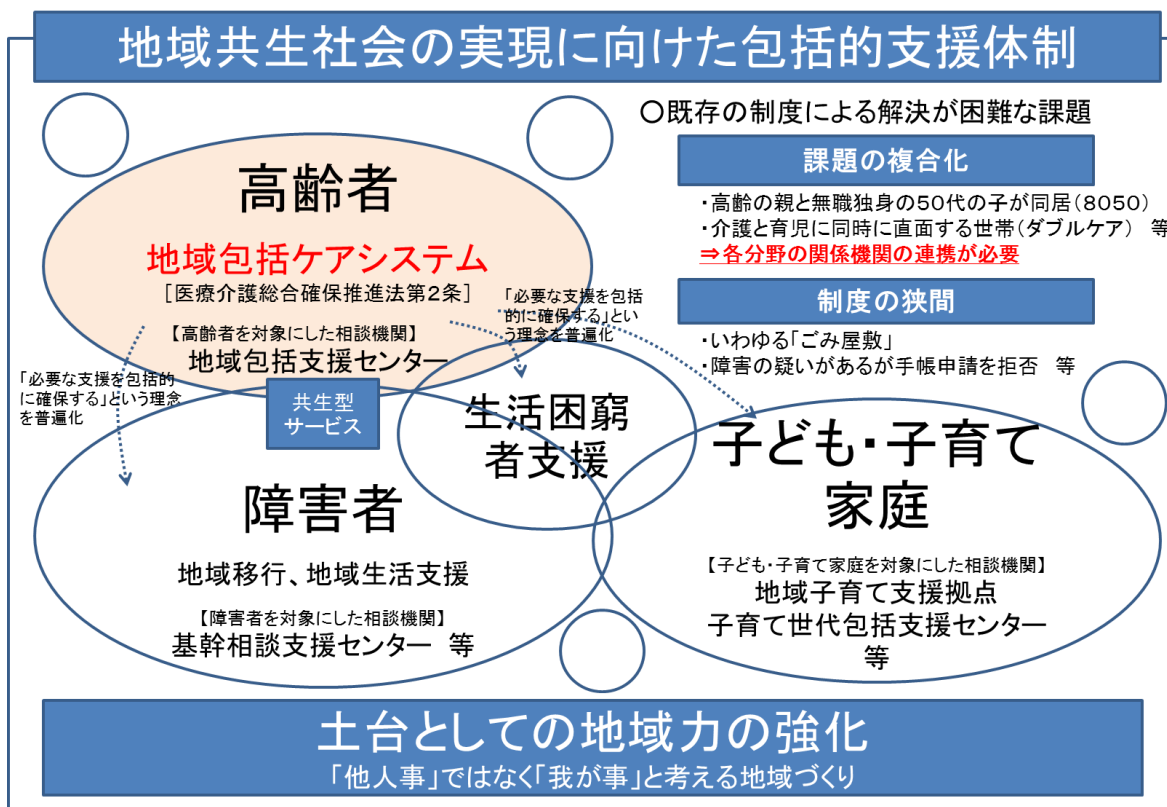 地域共生社会の実現に向けた包括的支援体制
○既存の制度による解決が困難な課題
課題の複合化
・高齢の親と無職独身の50代の子が同居(8050)
・介護と育児に同時に直面する世帯(ダブルケア) 等
⇒各分野の関係機関の連携が必要
制度の狭間
・いわゆる「ごみ屋敷」
・障害の疑いがあるが手帳申請を拒否 等
高齢者
地域包括ケアシステム
[医療介護総合確保推進法第2条]
【高齢者を対象にした相談機関】
地域包括支援センター
「必要な支援を包括
的に確保する」とい
う理念を普遍化
「必要な支援を包括的
に確保する」という理念
を普遍化
共生型
サービス
生活困窮
者支援
障害者
地域移行、地域生活支援
【障害者を対象にした相談機関】
基幹相談支援センター 等
子ども・子育て
家庭
【子ども・子育て家庭を対象にした相談機関】
地域子育て支援拠点
子育て世代包括支援センター
等
土台としての地域力の強化
「他人事」ではなく「我が事」と考える地域づくり